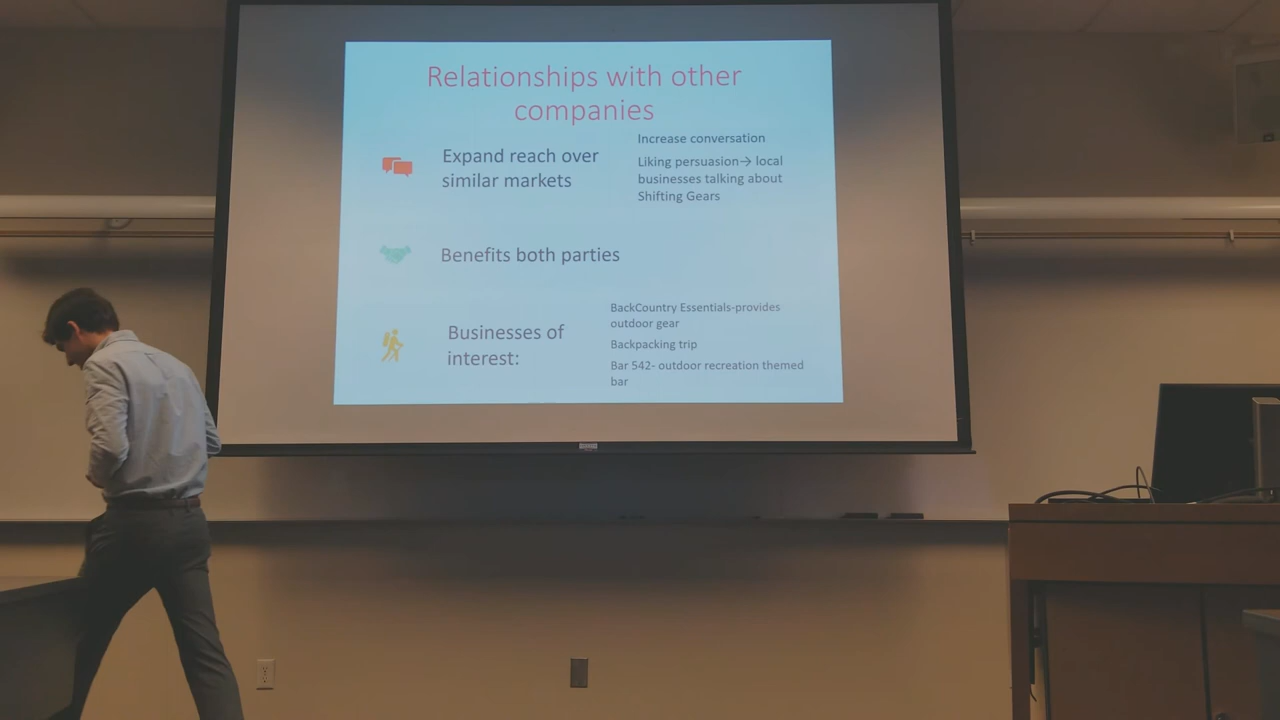 Relationships with other
companies
Expand reach over
similar markets
Increase conversation
Liking persuasion→ local
businesses talking about
Shifting Gears
Benefits both parties
Businesses of
interest:
BackCountry Essentials-provides
outdoor gear
Backpacking trip
Bar 542- outdoor recreation themed
bar